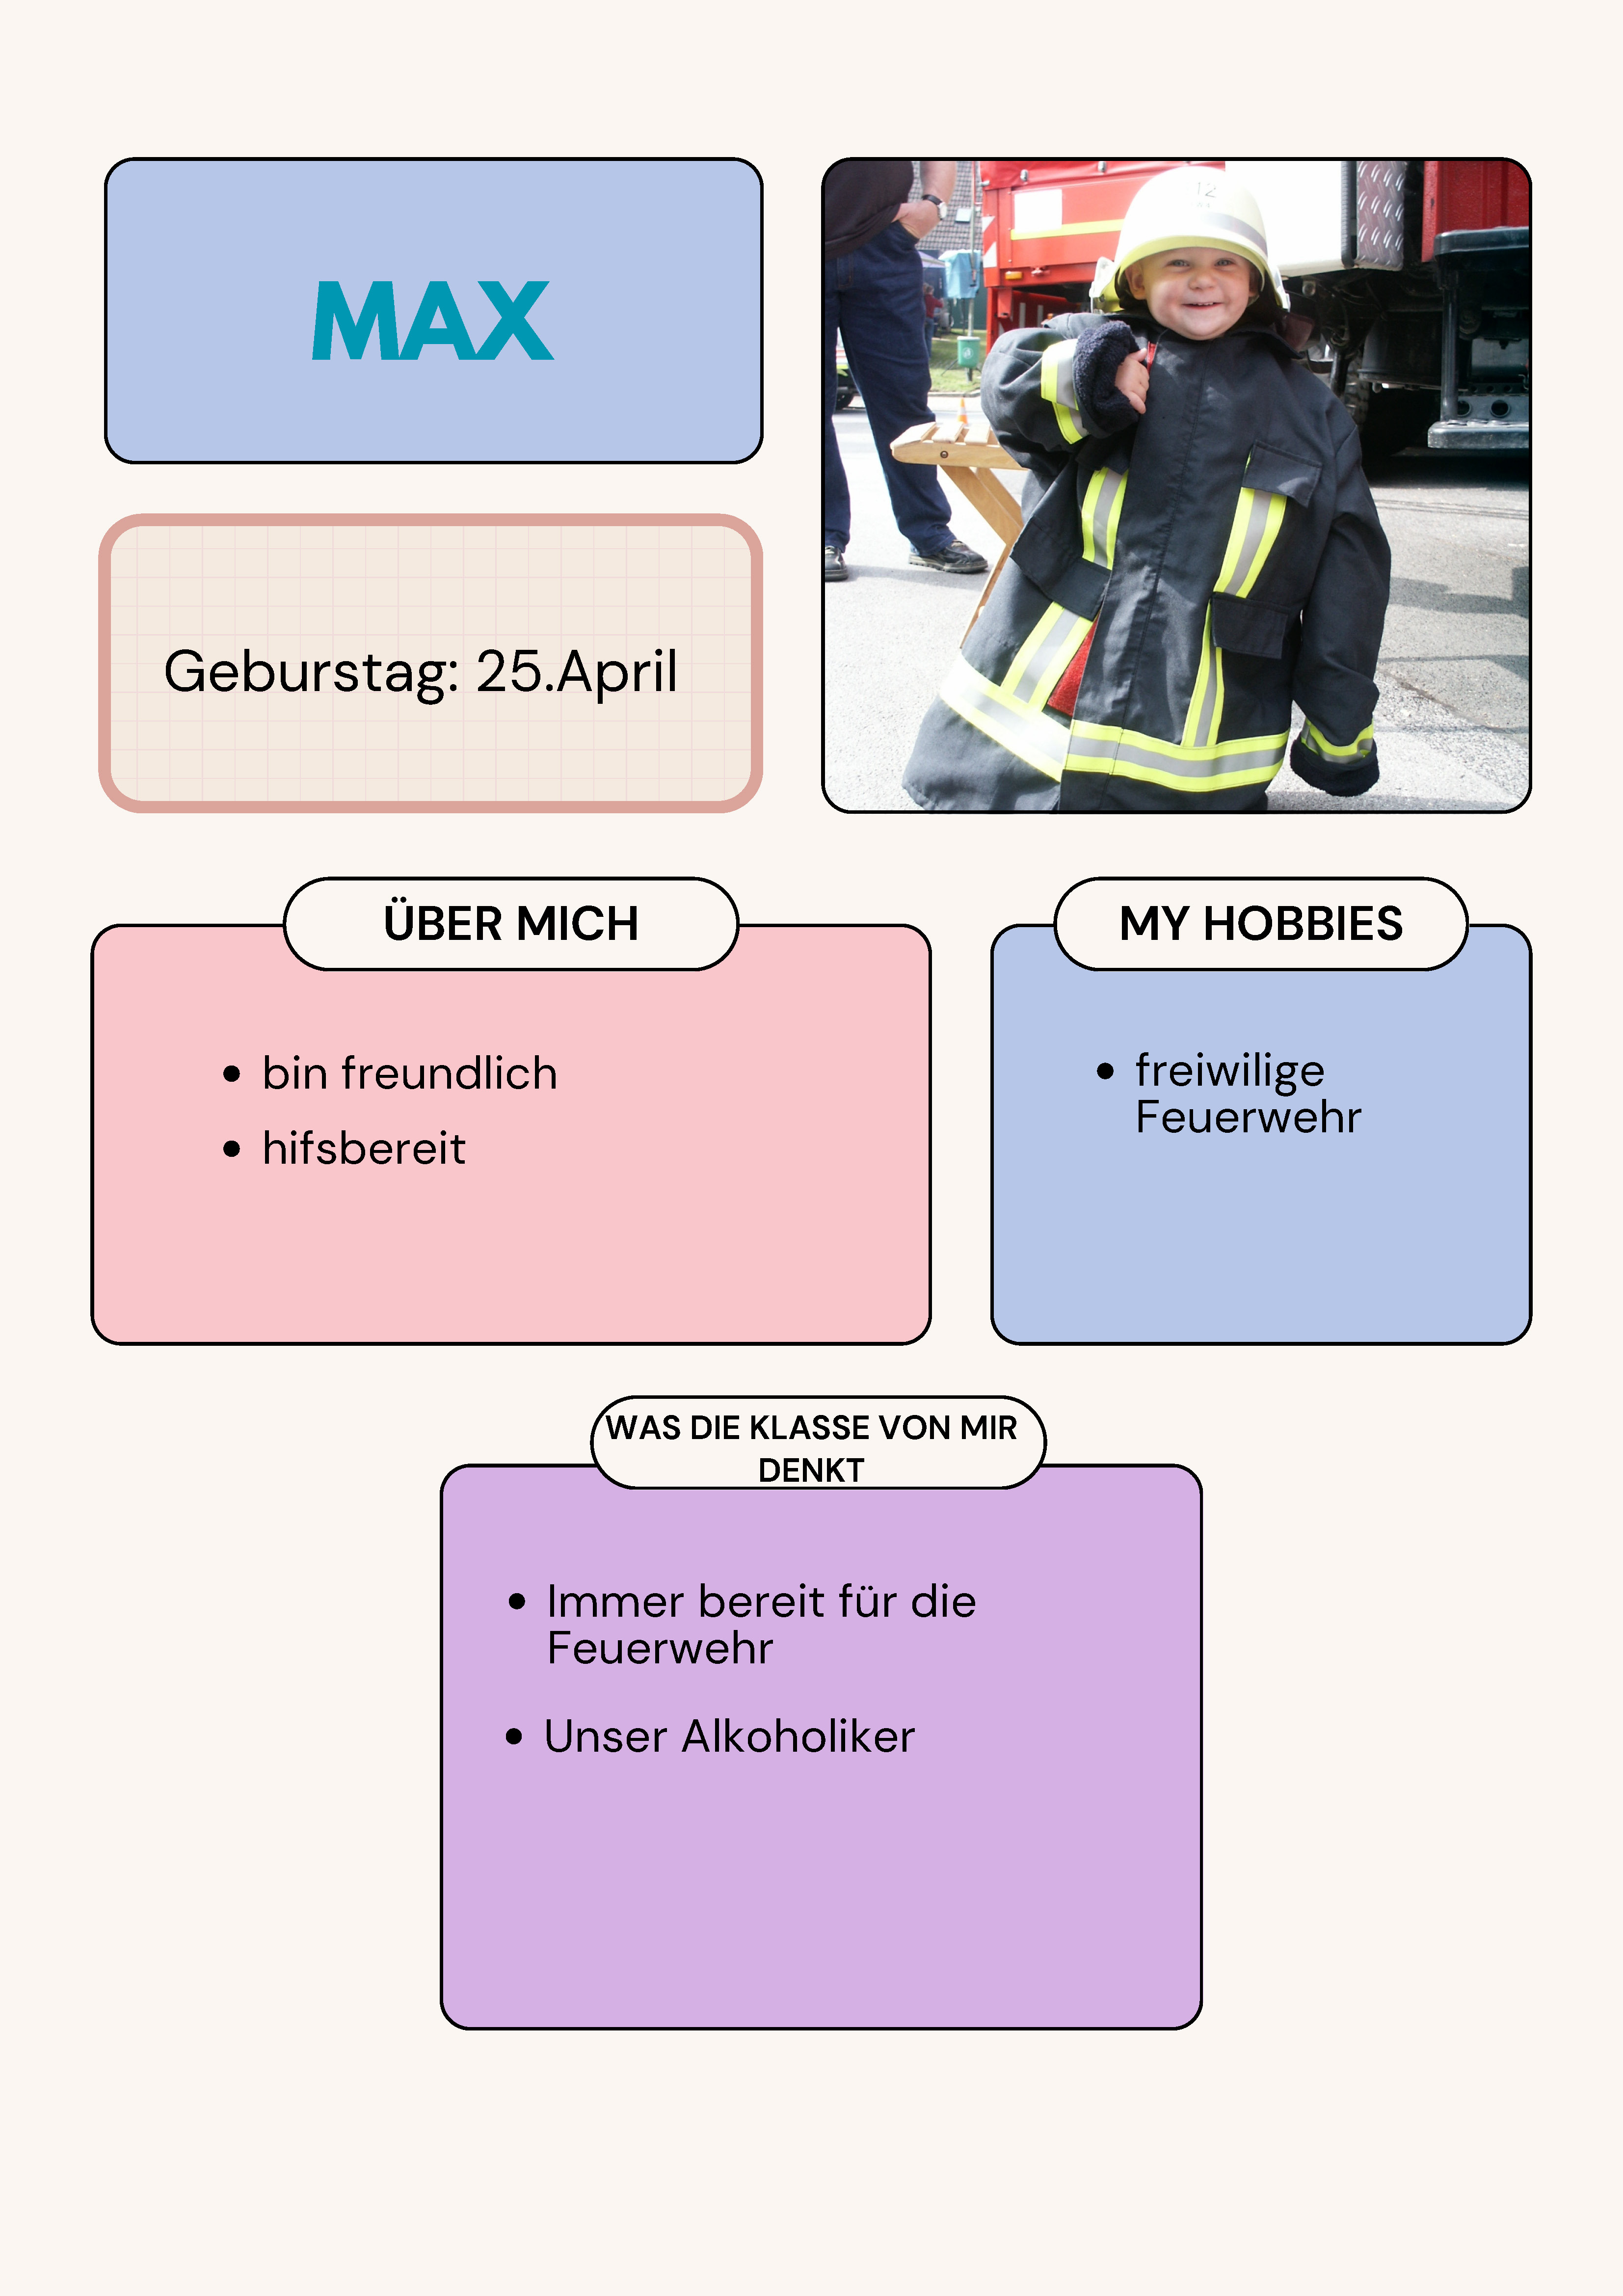 MAX
12
Geburstag: 25.April
ÜBER MICH
bin freundlich
hifsbereit
MY HOBBIES
freiwilige
Feuerwehr
WAS DIE KLASSE VON MIR
DENKT
Immer bereit für die
Feuerwehr
Unser Alkoholiker